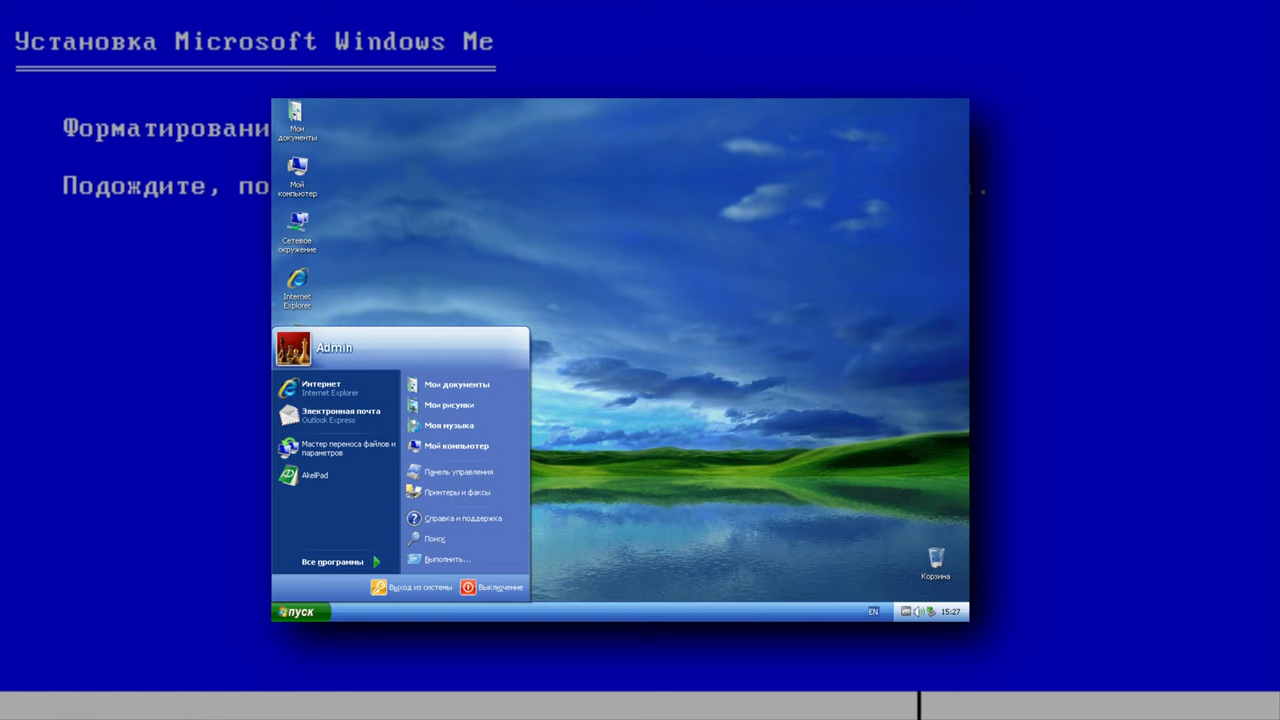 Установка Microsoft Windows Me
Форматировани
Подождите, по
Мои
документы
Мой
компьютер
Сетевое
окружение
Internet
Explorer
Admin
Интернет
Internet Explorer
Электронная почта
Outlook Express
Мастер переноса файлов и
параметров
AkelPad
Все программы
Мои документы
Мои рисунки
Моя музыка
Мой компьютер
Панель управления
Принтеры и факсы
Справка и поддержка
Поиск
Выполнить...
Выход из системы
Выключение
Корзина
пуск
EN
15:27